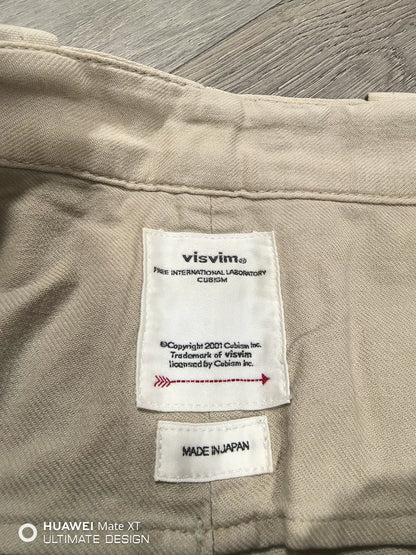 visvim®
FREE INTERNATIONAL LABORATORY
CUBISM
©Copyright 2001 Cubism Inc.
Trademark of visvim
licensed by Cubism Inc.
MADE IN JAPAN
HUAWEI Mate XT
ULTIMATE DESIGN